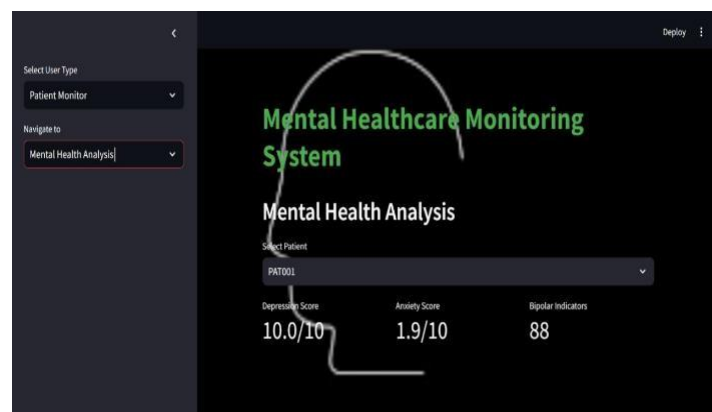 Deploy
Select User Type
Patient Monitor
Navigate to
Mental Health Analysis
Mental Healthcare Monitoring
System
Mental Health Analysis
Select Patient
PAT001
Depression Score
Anxiety Score
Bipolar Indicators
10.0/10
1.9/10
88